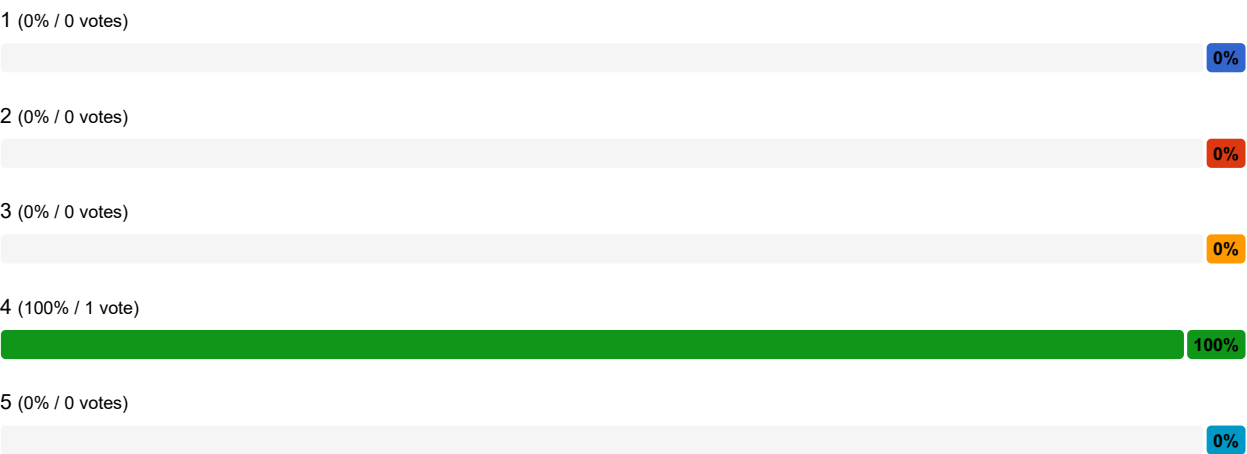 1 (0% / 0 votes)
0%
2 (0% / 0 votes)
0%
3 (0% / 0 votes)
0%
4 (100% / 1 vote)
100%
5 (0% / 0 votes)
0%